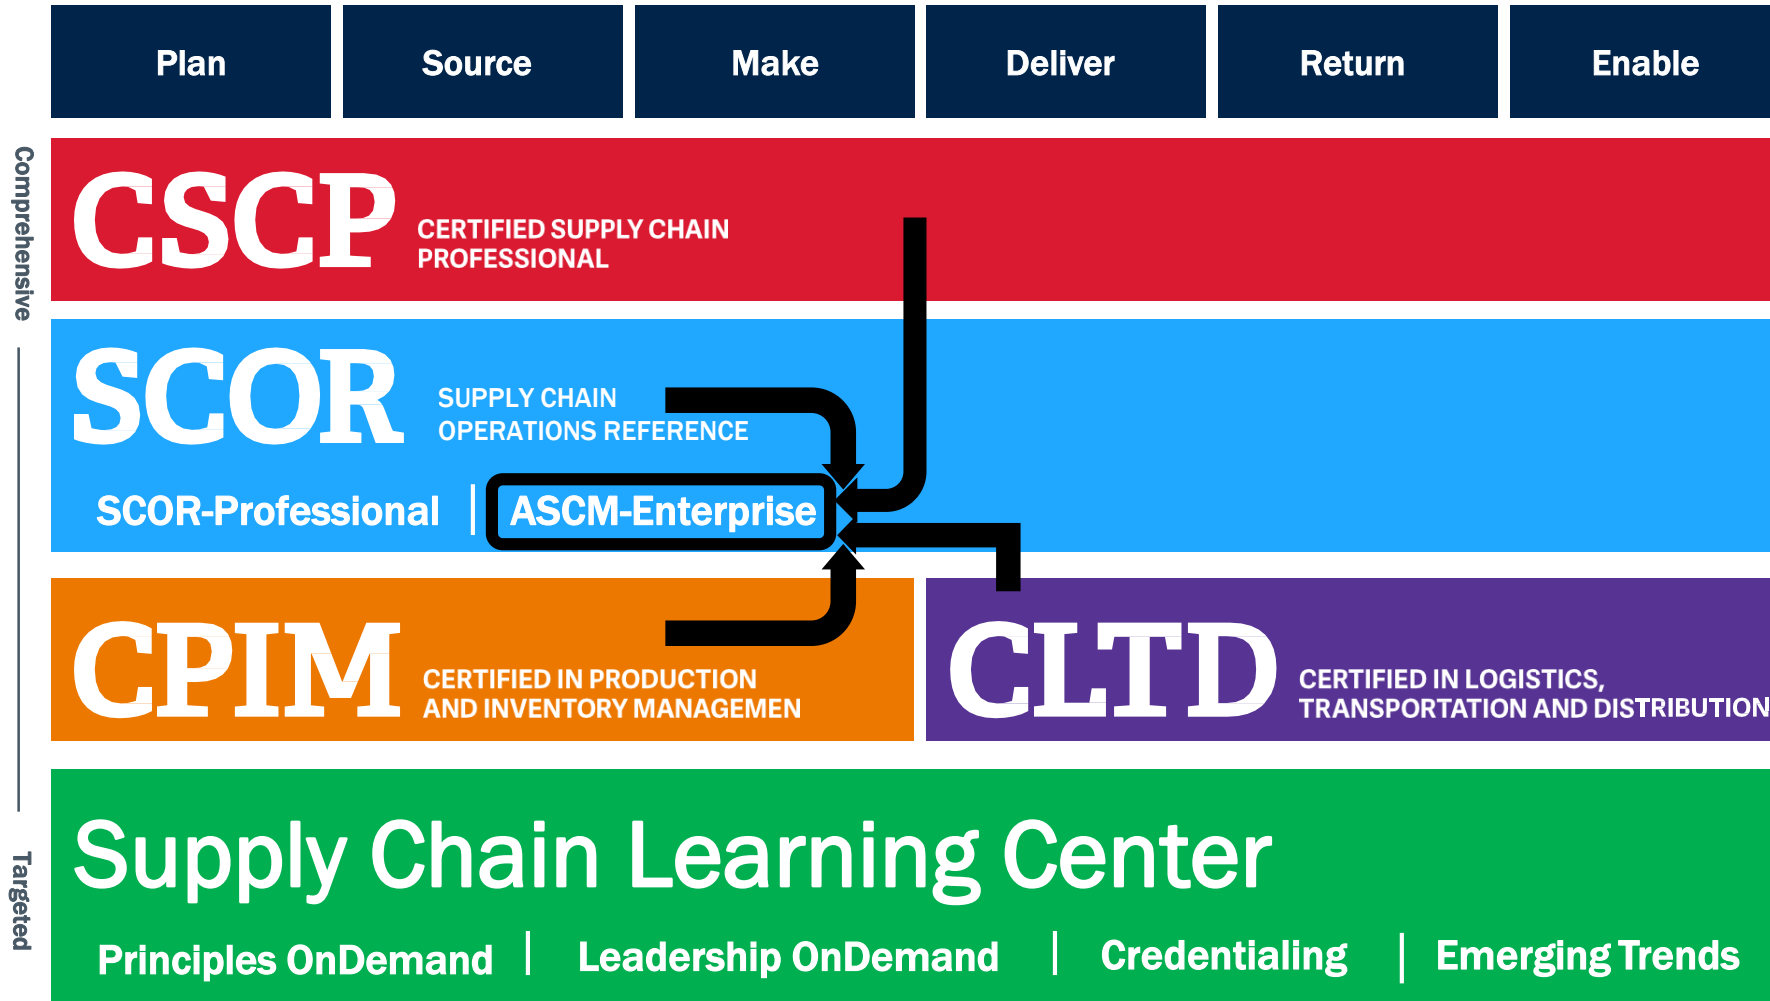 Plan
Source
Make
Deliver
Return
Enable
Comprehensive
CSCP
CERTIFIED SUPPLY CHAIN
PROFESSIONAL
SCOR
SUPPLY CHAIN
OPERATIONS REFERENCE
SCOR-Professional
ASCM-Enterprise
CPIM
CERTIFIED IN PRODUCTION
AND INVENTORY MANAGEMEN
CLTD
CERTIFIED IN LOGISTICS,
TRANSPORTATION AND DISTRIBUTION
Targeted
Supply Chain Learning Center
Principles OnDemand
Leadership OnDemand
Credentialing
Emerging Trends